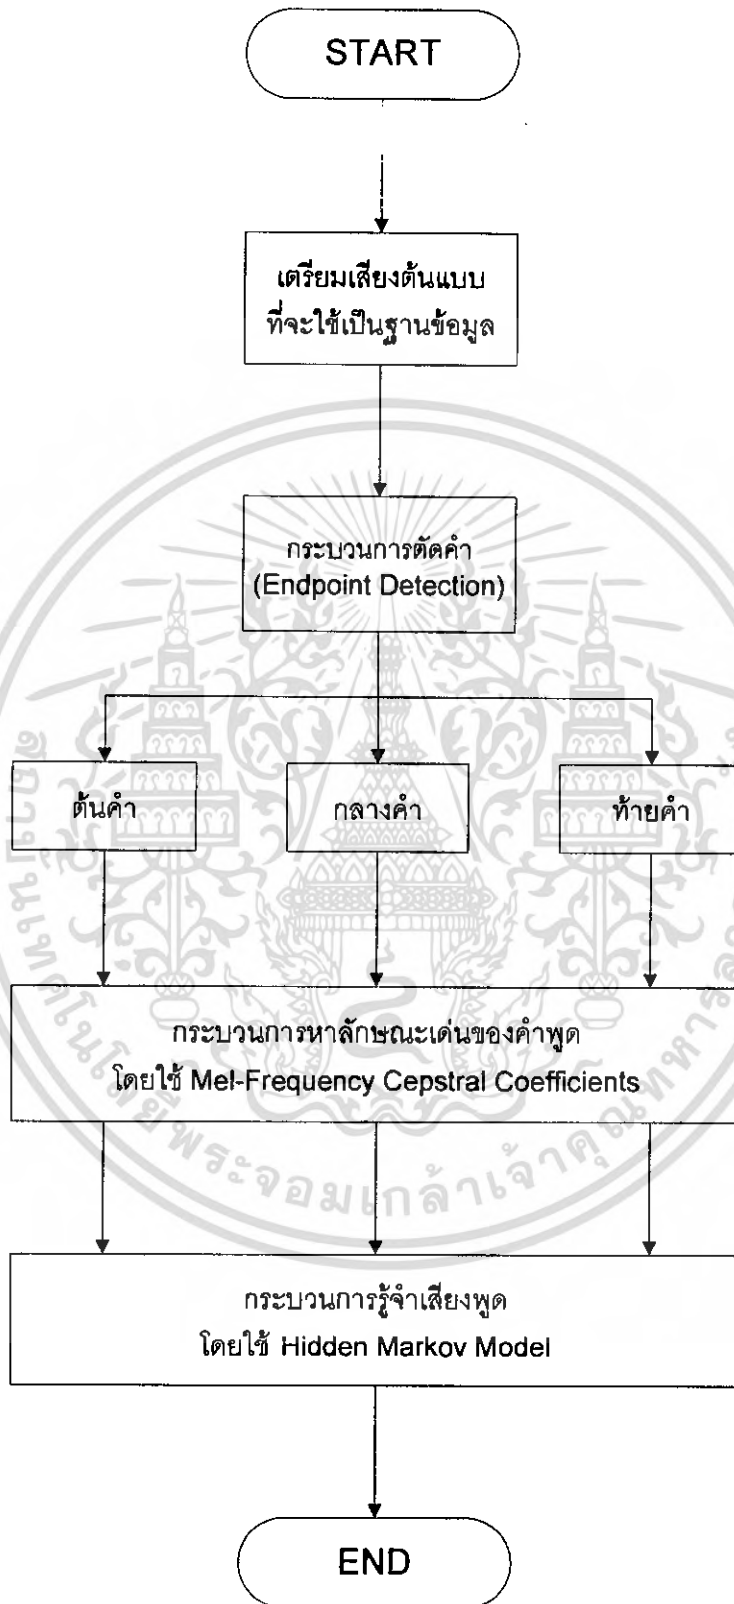 START
เตรียมเสียงต้นแบบ
ที่จะใช้เป็นฐานข้อมูล
กระบวนการตัดคำ
(Endpoint Detection)
ต้นคำ
กลางคำ
ท้ายคำ
กระบวนการหาลักษณะเด่นของคำพูด
โดยใช้ Mel-Frequency Cepstral Coefficients
กระบวนการรู้จำเสียงพูด
โดยใช้ Hidden Markov Model
END